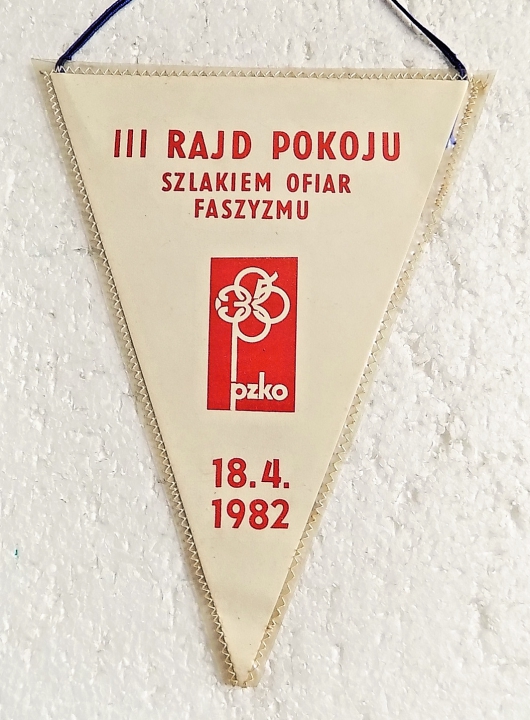 III RAJD POKOJU
SZLAKIEM OFIAR
FASZYZMU
35
pzko
18.4.
1982